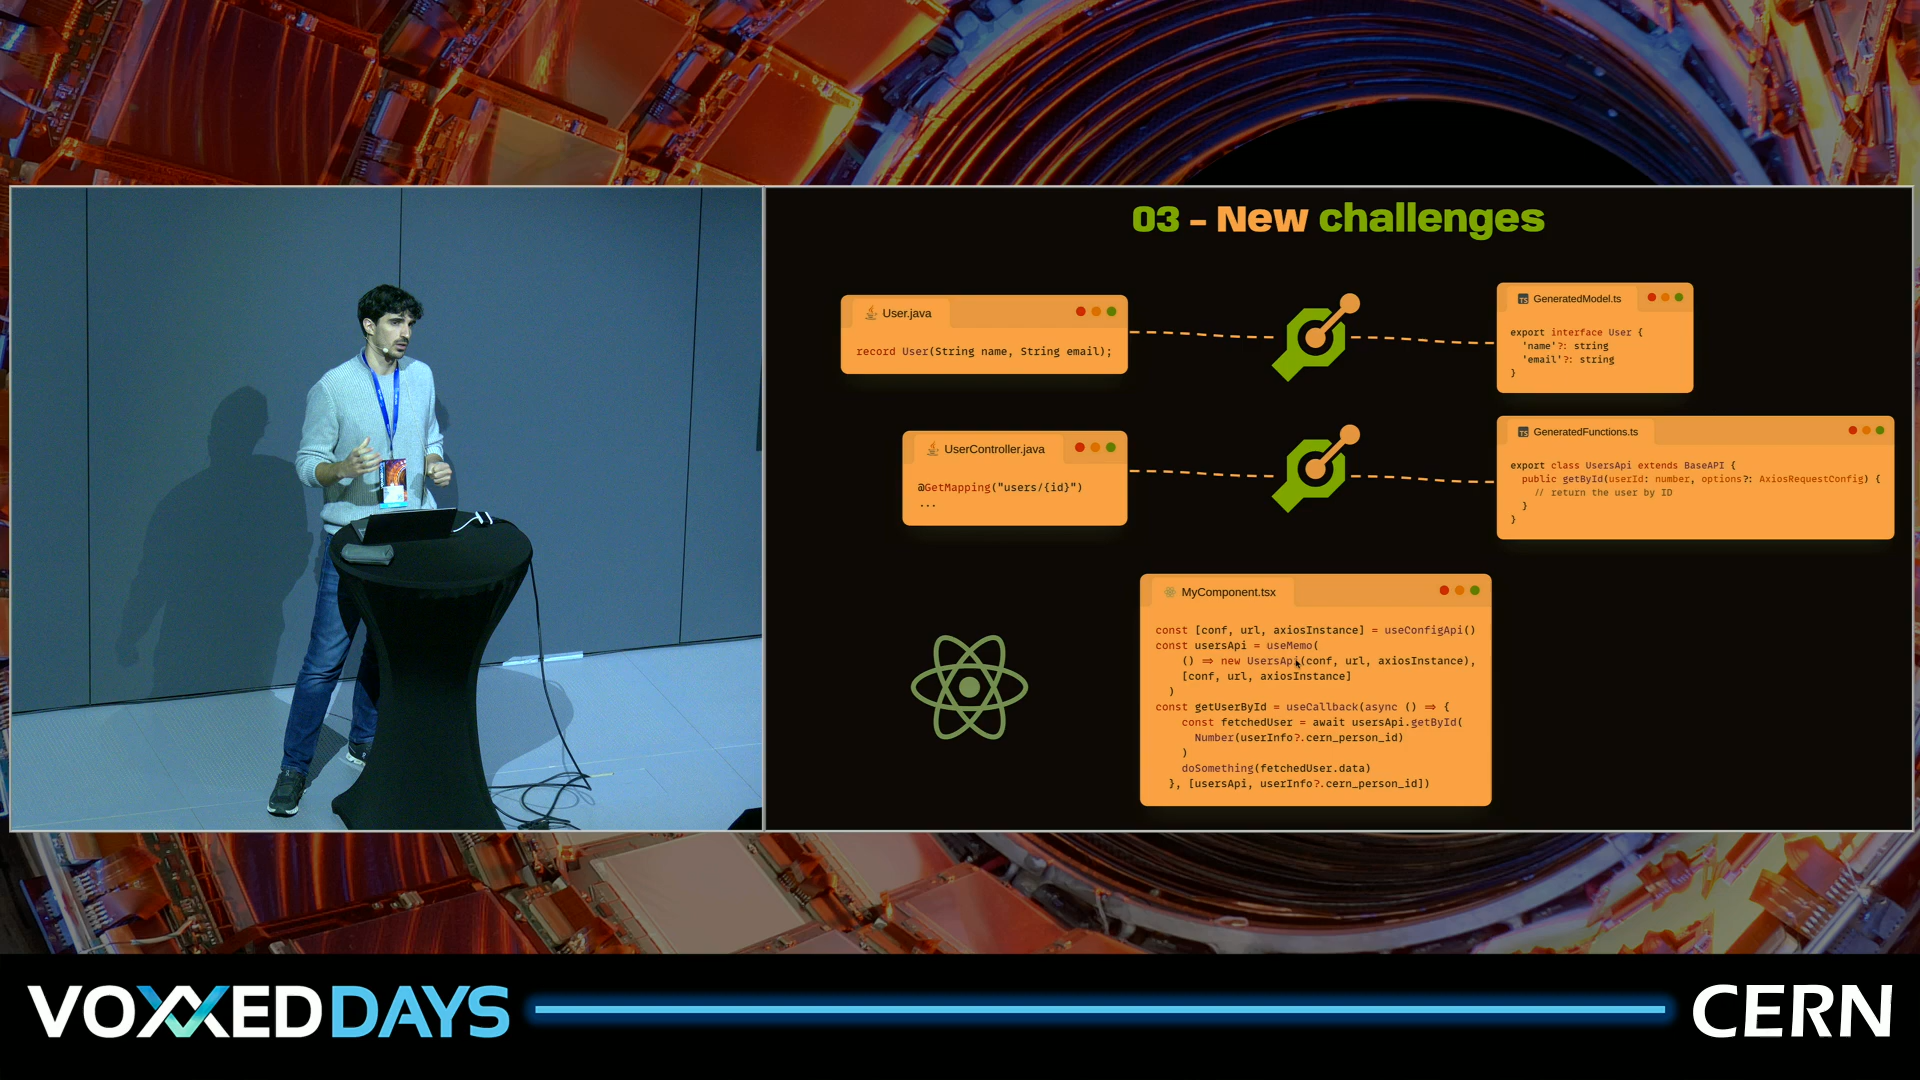 03 - New challenges
User.java
record User(String name, String email);
TS GeneratedModel.ts
export interface User {
'name'?: string
'email'?: string
}
UserController.java
@GetMapping("users/{id}")
...
TS GeneratedFunctions.ts
export class UsersApi extends BaseAPI {
public getById(userId: number, options?: AxiosRequestConfig) {
// return the user by ID
}
}
MyComponent.tsx
const [conf, url, axiosInstance] = useConfigApi()
const usersApi = useMemo(
() ⇒ new UsersApi(conf, url, axiosInstance),
[conf, url, axiosInstance]
)
const getUserById = useCallback(async () ⇒ {
const fetchedUser = await usersApi.getById(
Number(userInfo?.cern_person_id)
)
doSomething(fetchedUser.data)
}, [usersApi, userInfo?.cern_person_id])
VOXXED DAYS
CERN